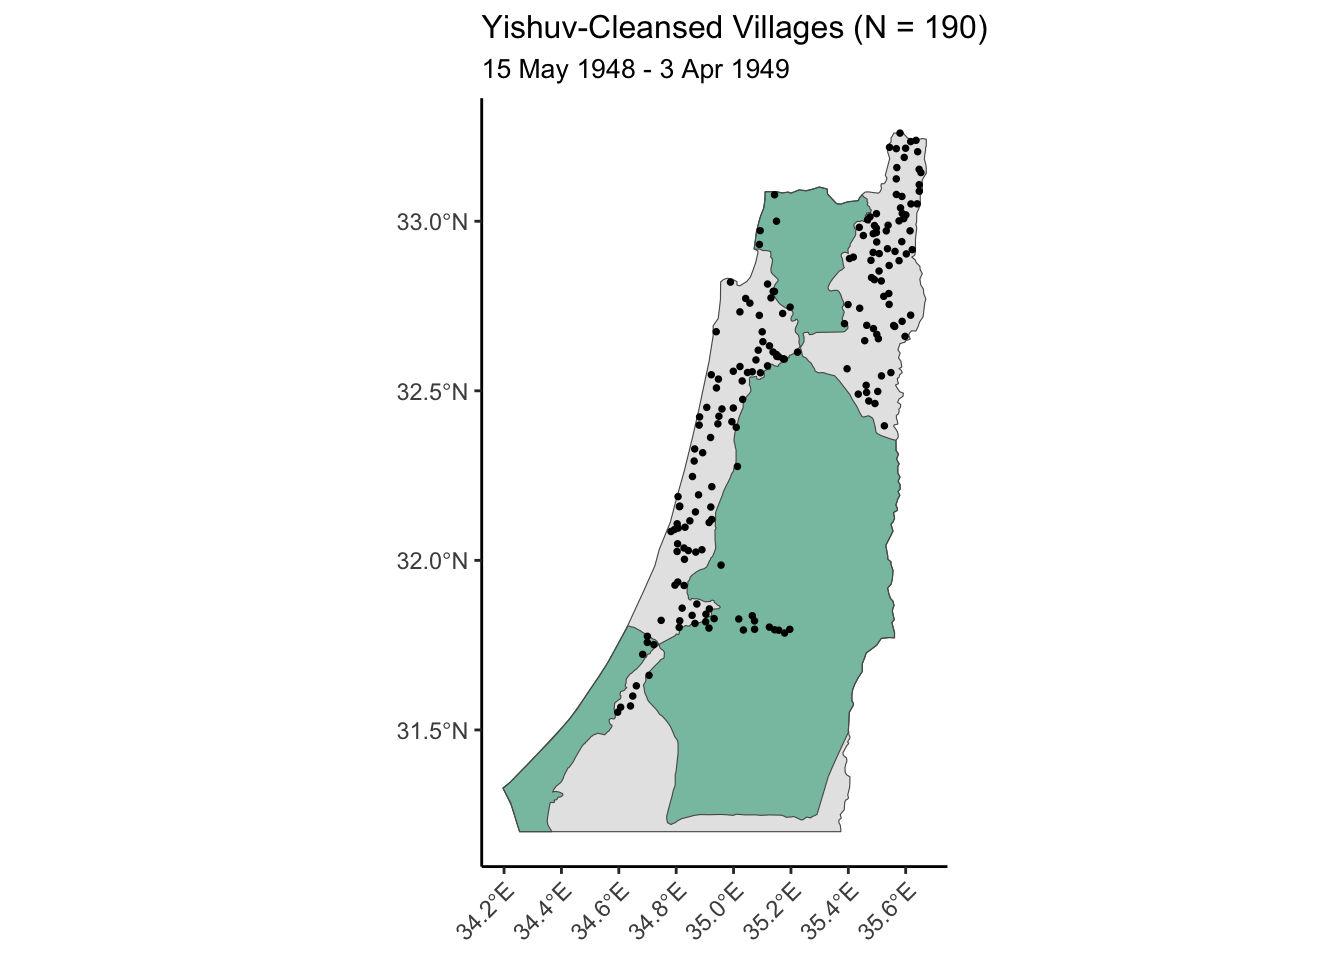 Yishuv-Cleansed Villages (N = 190)
15 May 1948 - 3 Apr 1949
33.0°N
32.5°N
32.0°N
31.5°N
34.2°E
34.4°E
34.6°E
34.8°E
35.0°E
35.2°E
35.4°E
35.6°E